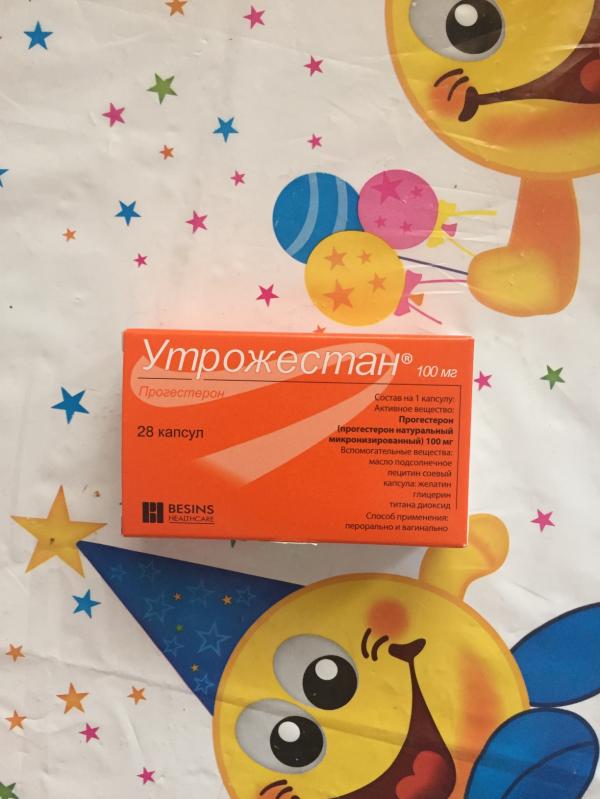 Утрожестан® 100 мг
Прогестерон
28 капсул
Состав на 1 капсулу:
Активное вещество:
Прогестерон
(прогестерон натуральный
микронизированный) 100 мг
Вспомогательные вещества:
масло подсолнечное
лецитин соевый
капсула: желатин
глицерин
титана диоксид
Способ применения:
перорально и вагинально
BESINS
HEALTHCARE